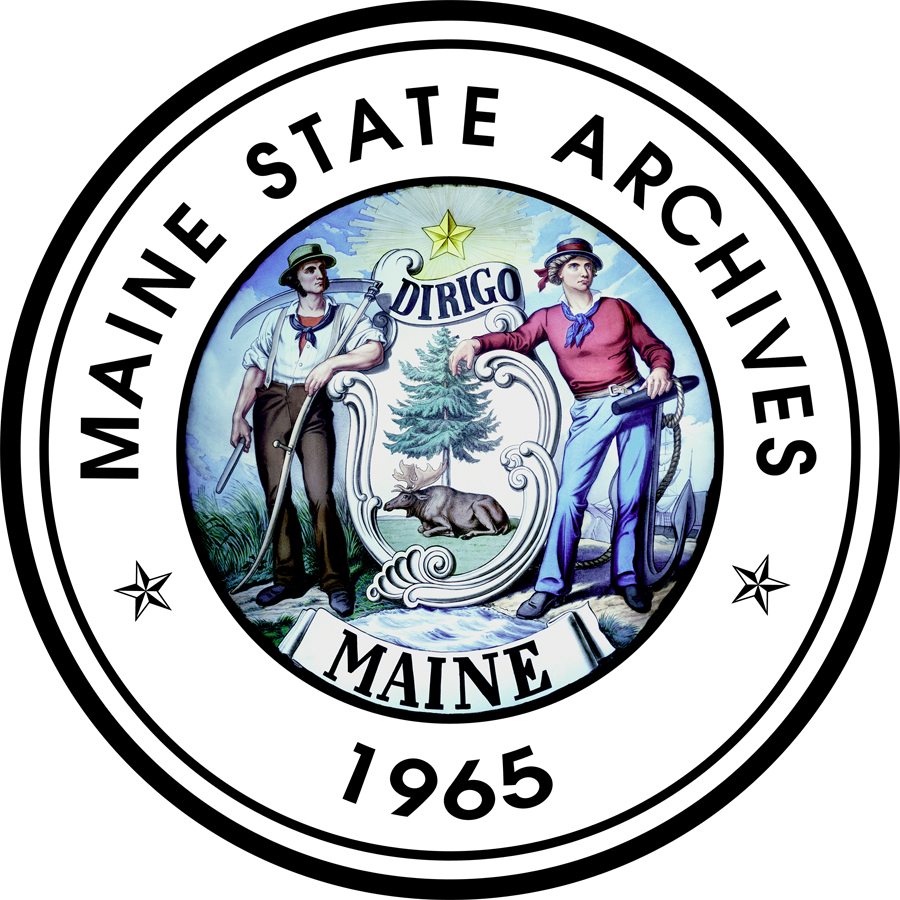 MAINE STATE ARCHIVES
DIRIGO
MAINE
1965